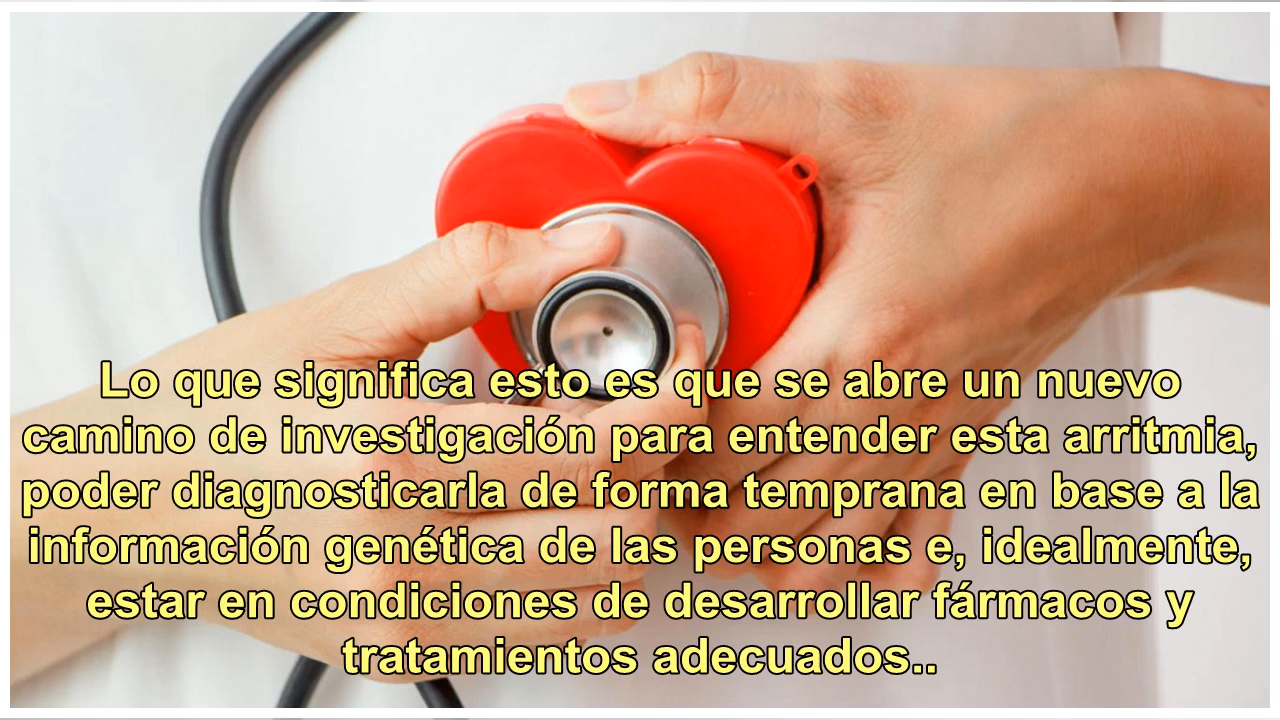 Lo que significa esto es que se abre un nuevo
camino de investigación para entender esta arritmia,
poder diagnosticarla de forma temprana en base a la
información genética de las personas e, idealmente,
estar en condiciones de desarrollar fármacos y
tratamientos adecuados..